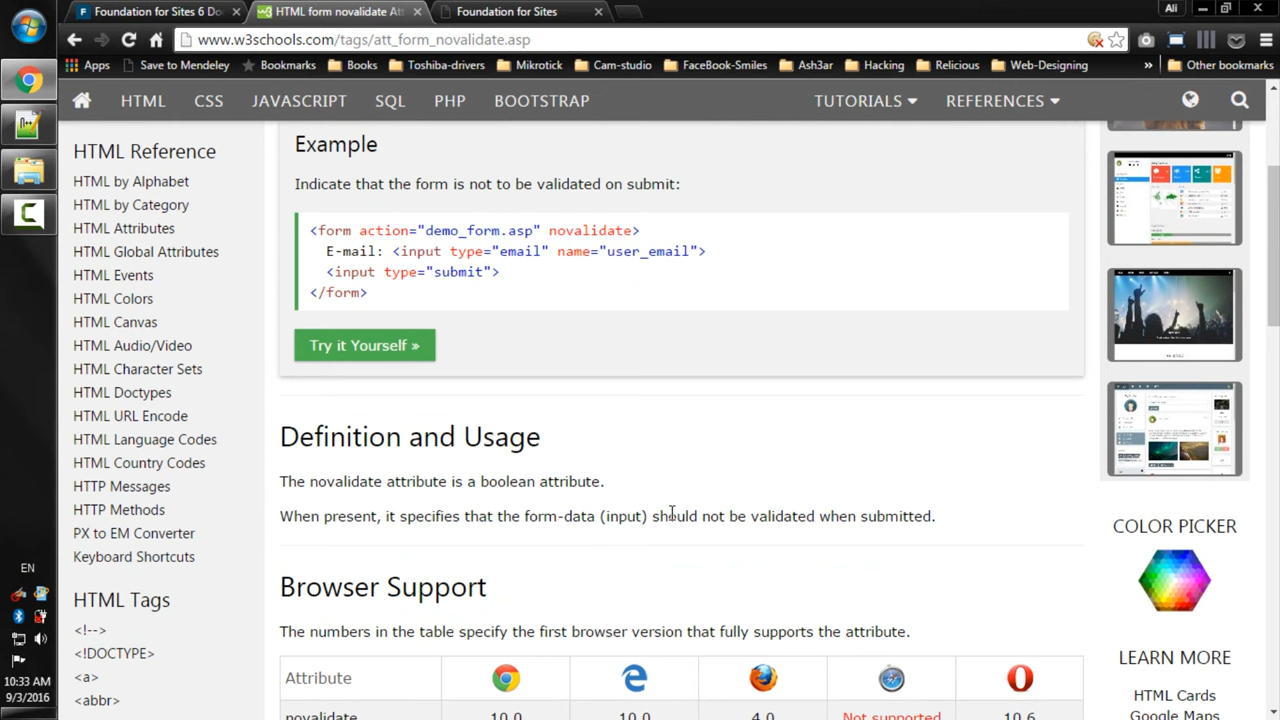 Foundation for Sites 6 Do
HTML form novalidate At
Foundation for Sites
Ali
www.w3schools.com/tags/att_form_novalidate.asp
Apps
Save to Mendeley
Bookmarks
Books
Toshiba-drivers
Mikrotick
Cam-studio
FaceBook-Smiles
Ash3ar
Hacking
Relicious
Web-Designing
»
Other bookmarks
HTML
CSS
JAVASCRIPT
SQL
PHP
BOOTSTRAP
TUTORIALS
REFERENCES
HTML Reference
HTML by Alphabet
HTML by Category
HTML Attributes
HTML Global Attributes
HTML Events
HTML Colors
HTML Canvas
HTML Audio/Video
HTML Character Sets
HTML Doctypes
HTML URL Encode
HTML Language Codes
HTML Country Codes
HTTP Messages
HTTP Methods
PX to EM Converter
Keyboard Shortcuts
HTML Tags
<!-->
<!DOCTYPE>
<a>
<abbr>
Example
Indicate that the form is not to be validated on submit:
<form action="demo_form.asp" novalidate>
E-mail: <input type="email" name="user_email">
<input type="submit">
</form>
Try it Yourself »
Definition and Usage
The novalidate attribute is a boolean attribute.
When present, it specifies that the form-data (input) should not be validated when submitted.
Browser Support
The numbers in the table specify the first browser version that fully supports the attribute.
Attribute
novalidate
10.0
10.0
4.0
Not supported
10.6
COLOR PICKER
LEARN MORE
HTML Cards
Google Maps
EN
10:33 AM
9/3/2016